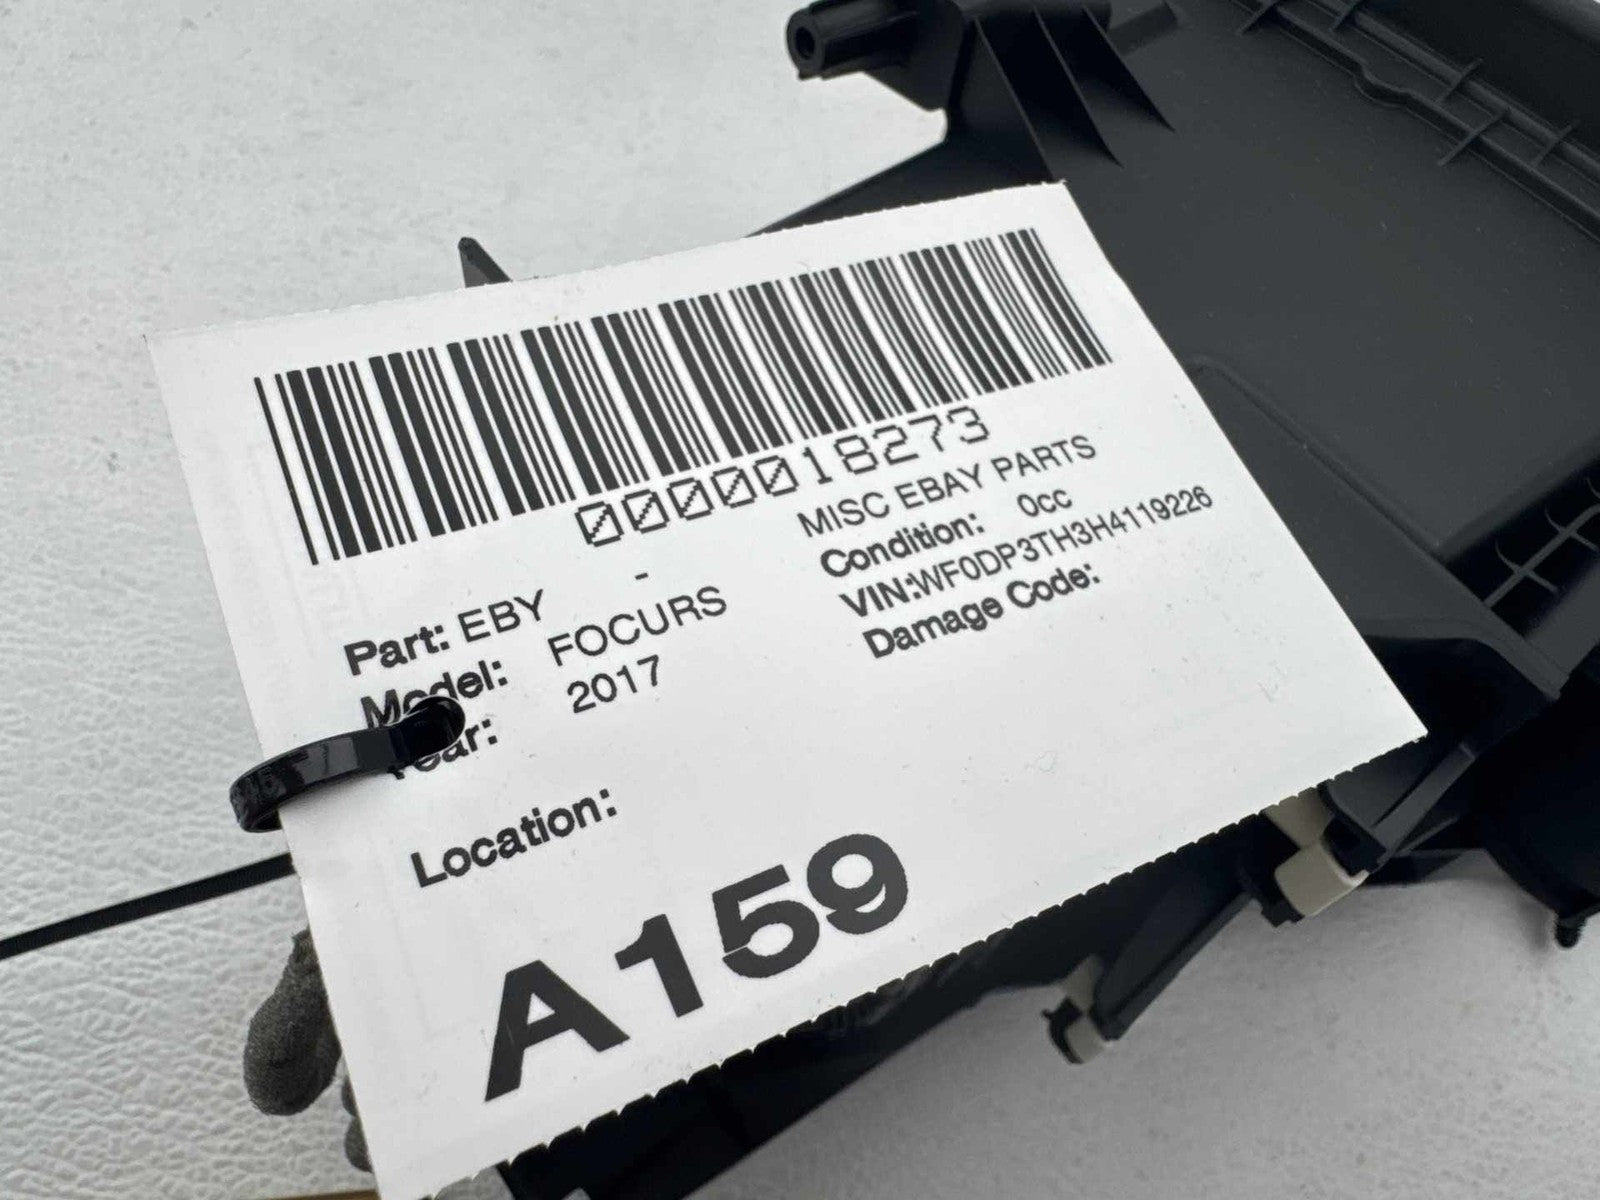 0000018273
MISC EBAY PARTS
Part: EBY -
Condition: 0cc
Model: FOCURS
VIN:WF0DP3TH3H4119226
Year: 2017
Damage Code:
Location:
A159